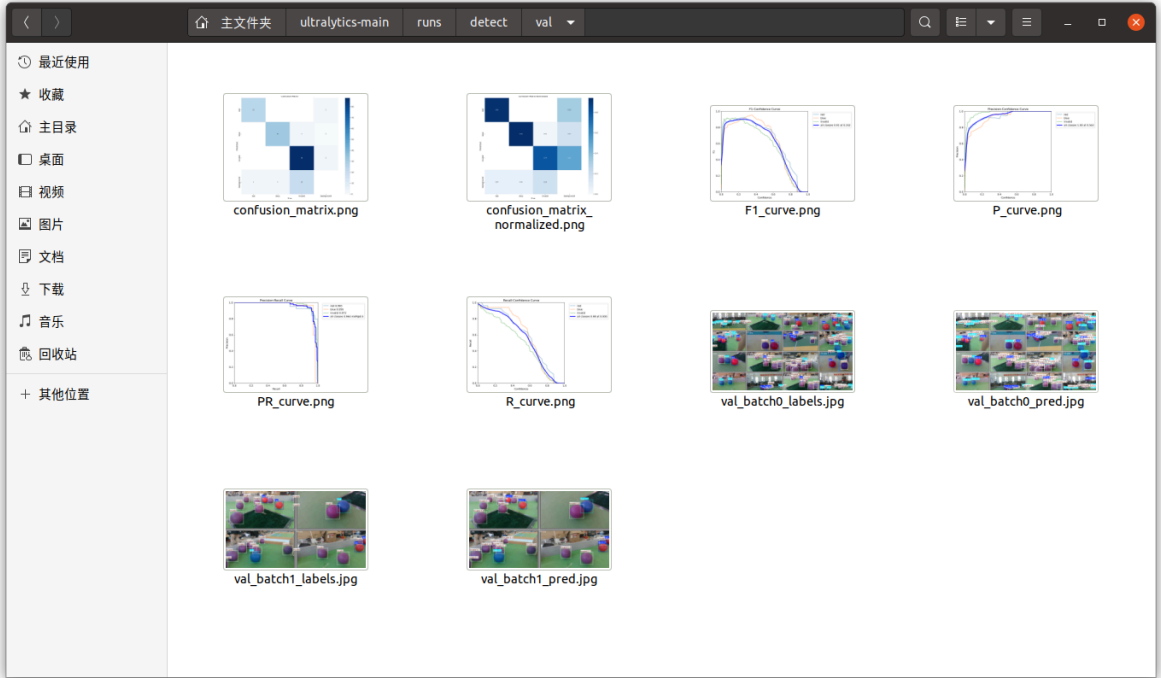 主文件夹 ultralytics-main runs detect val
最近使用
收藏
主目录
桌面
视频
图片
文档
下载
音乐
回收站
其他位置
confusion_matrix.png
confusion_matrix_
normalized.png
F1_curve.png
P_curve.png
PR_curve.png
R_curve.png
val_batch0_labels.jpg
val_batch0_pred.jpg
val_batch1_labels.jpg
val_batch1_pred.jpg